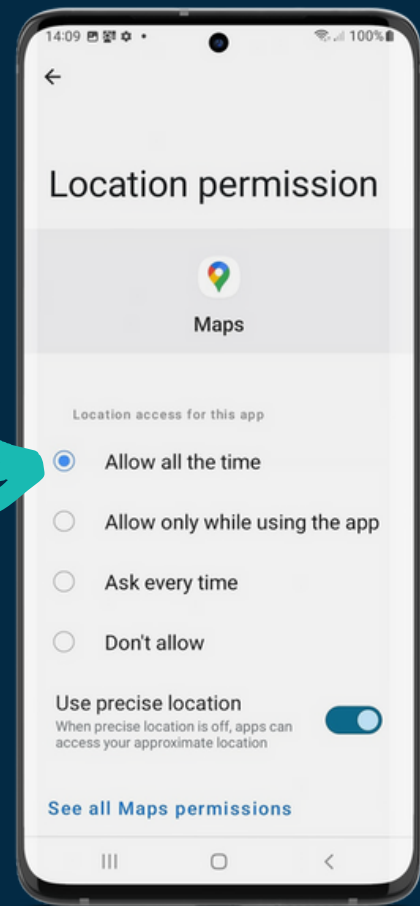 14:09 100%
Location permission
Maps
Location access for this app
Allow all the time
Allow only while using the app
Ask every time
Don't allow
Use precise location
When precise location is off, apps can
access your approximate location
See all Maps permissions